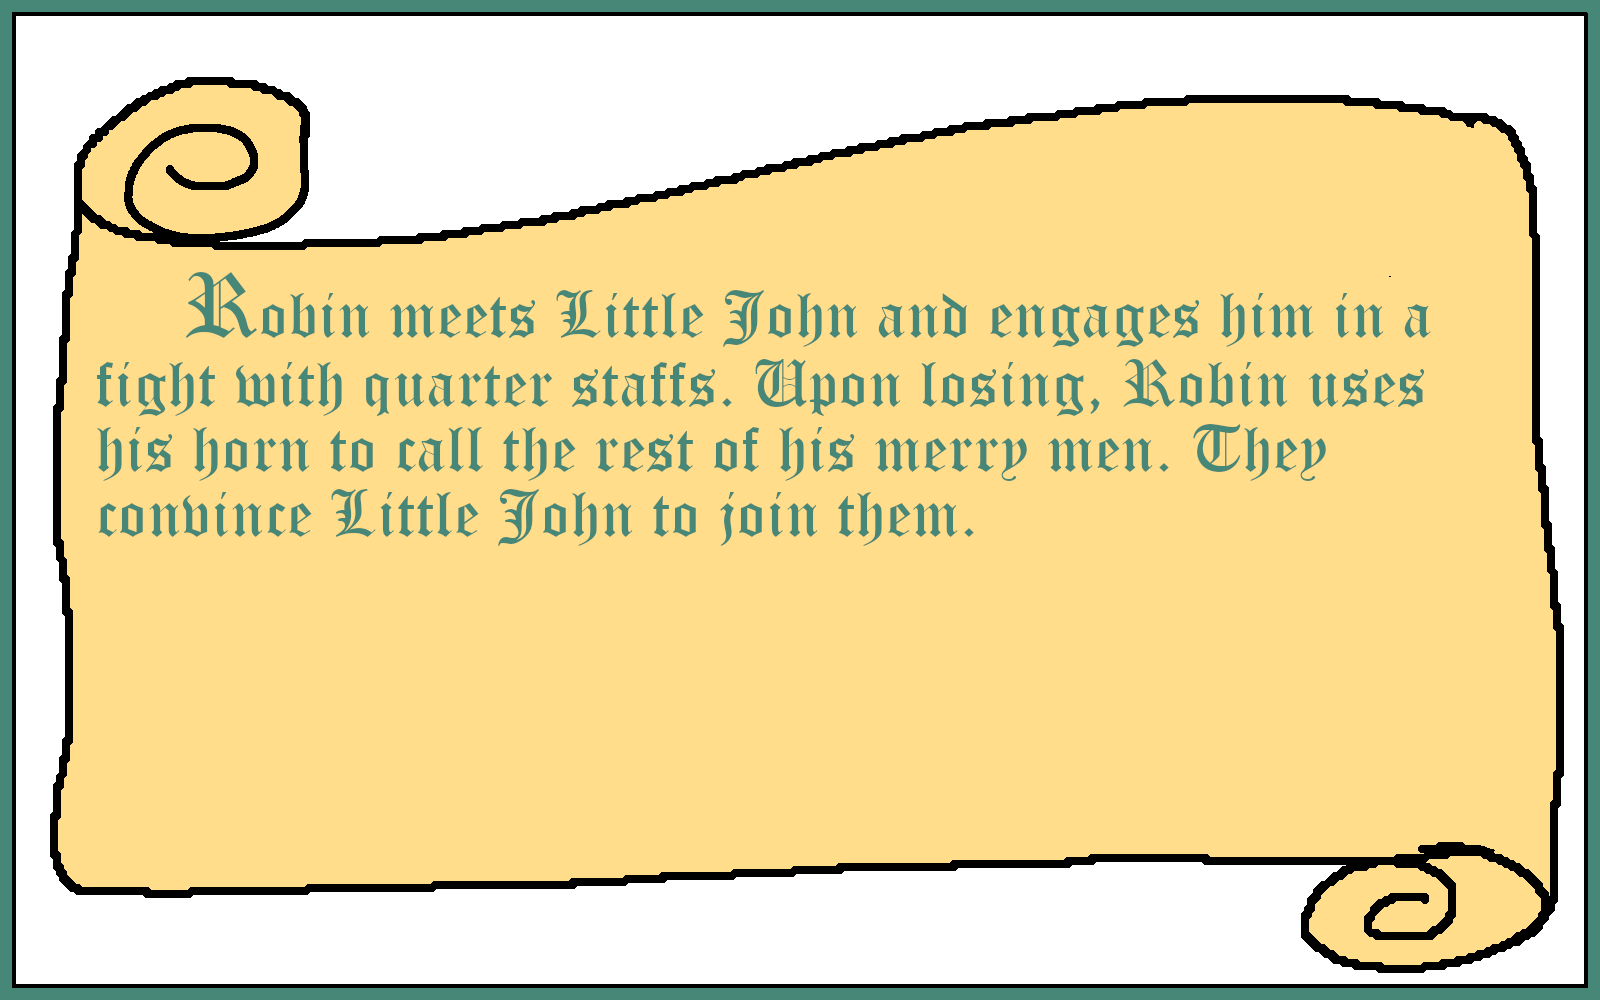 Robin meets Little John and engages him in a
fight with quarter staffs. Upon losing, Robin uses
his horn to call the rest of his merry men. They
convince Little John to join them.